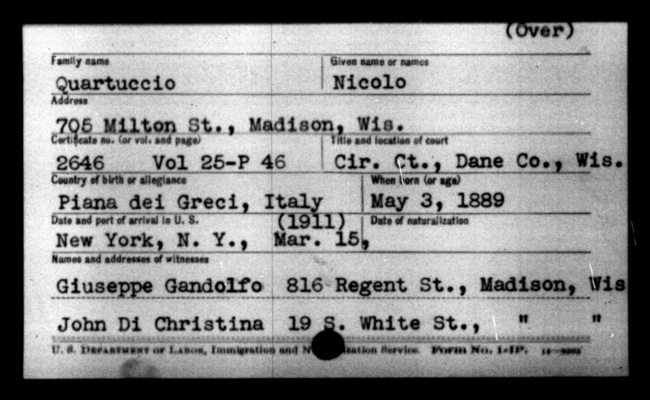 (Over)
Family name Given name or names
Quartuccio Nicolo
Address
705 Milton St., Madison, Wis.
Certificate no. (or vol. and page) Title and location of court
2646 Vol 25-P 46 Cir. Ct., Dane Co., Wis.
Country of birth or allegiance When born (or age)
Piana dei Greci, Italy May 3, 1889
Date and port of arrival in U. S. (1911) Date of naturalization
New York, N. Y., Mar. 15,
Names and addresses of witnesses
Giuseppe Gandolfo 816 Regent St., Madison, Wis
John Di Christina 19 S. White St., " "
U. S. Department of Labor, Immigration and Service. Form No. 1-IP. 14—2202